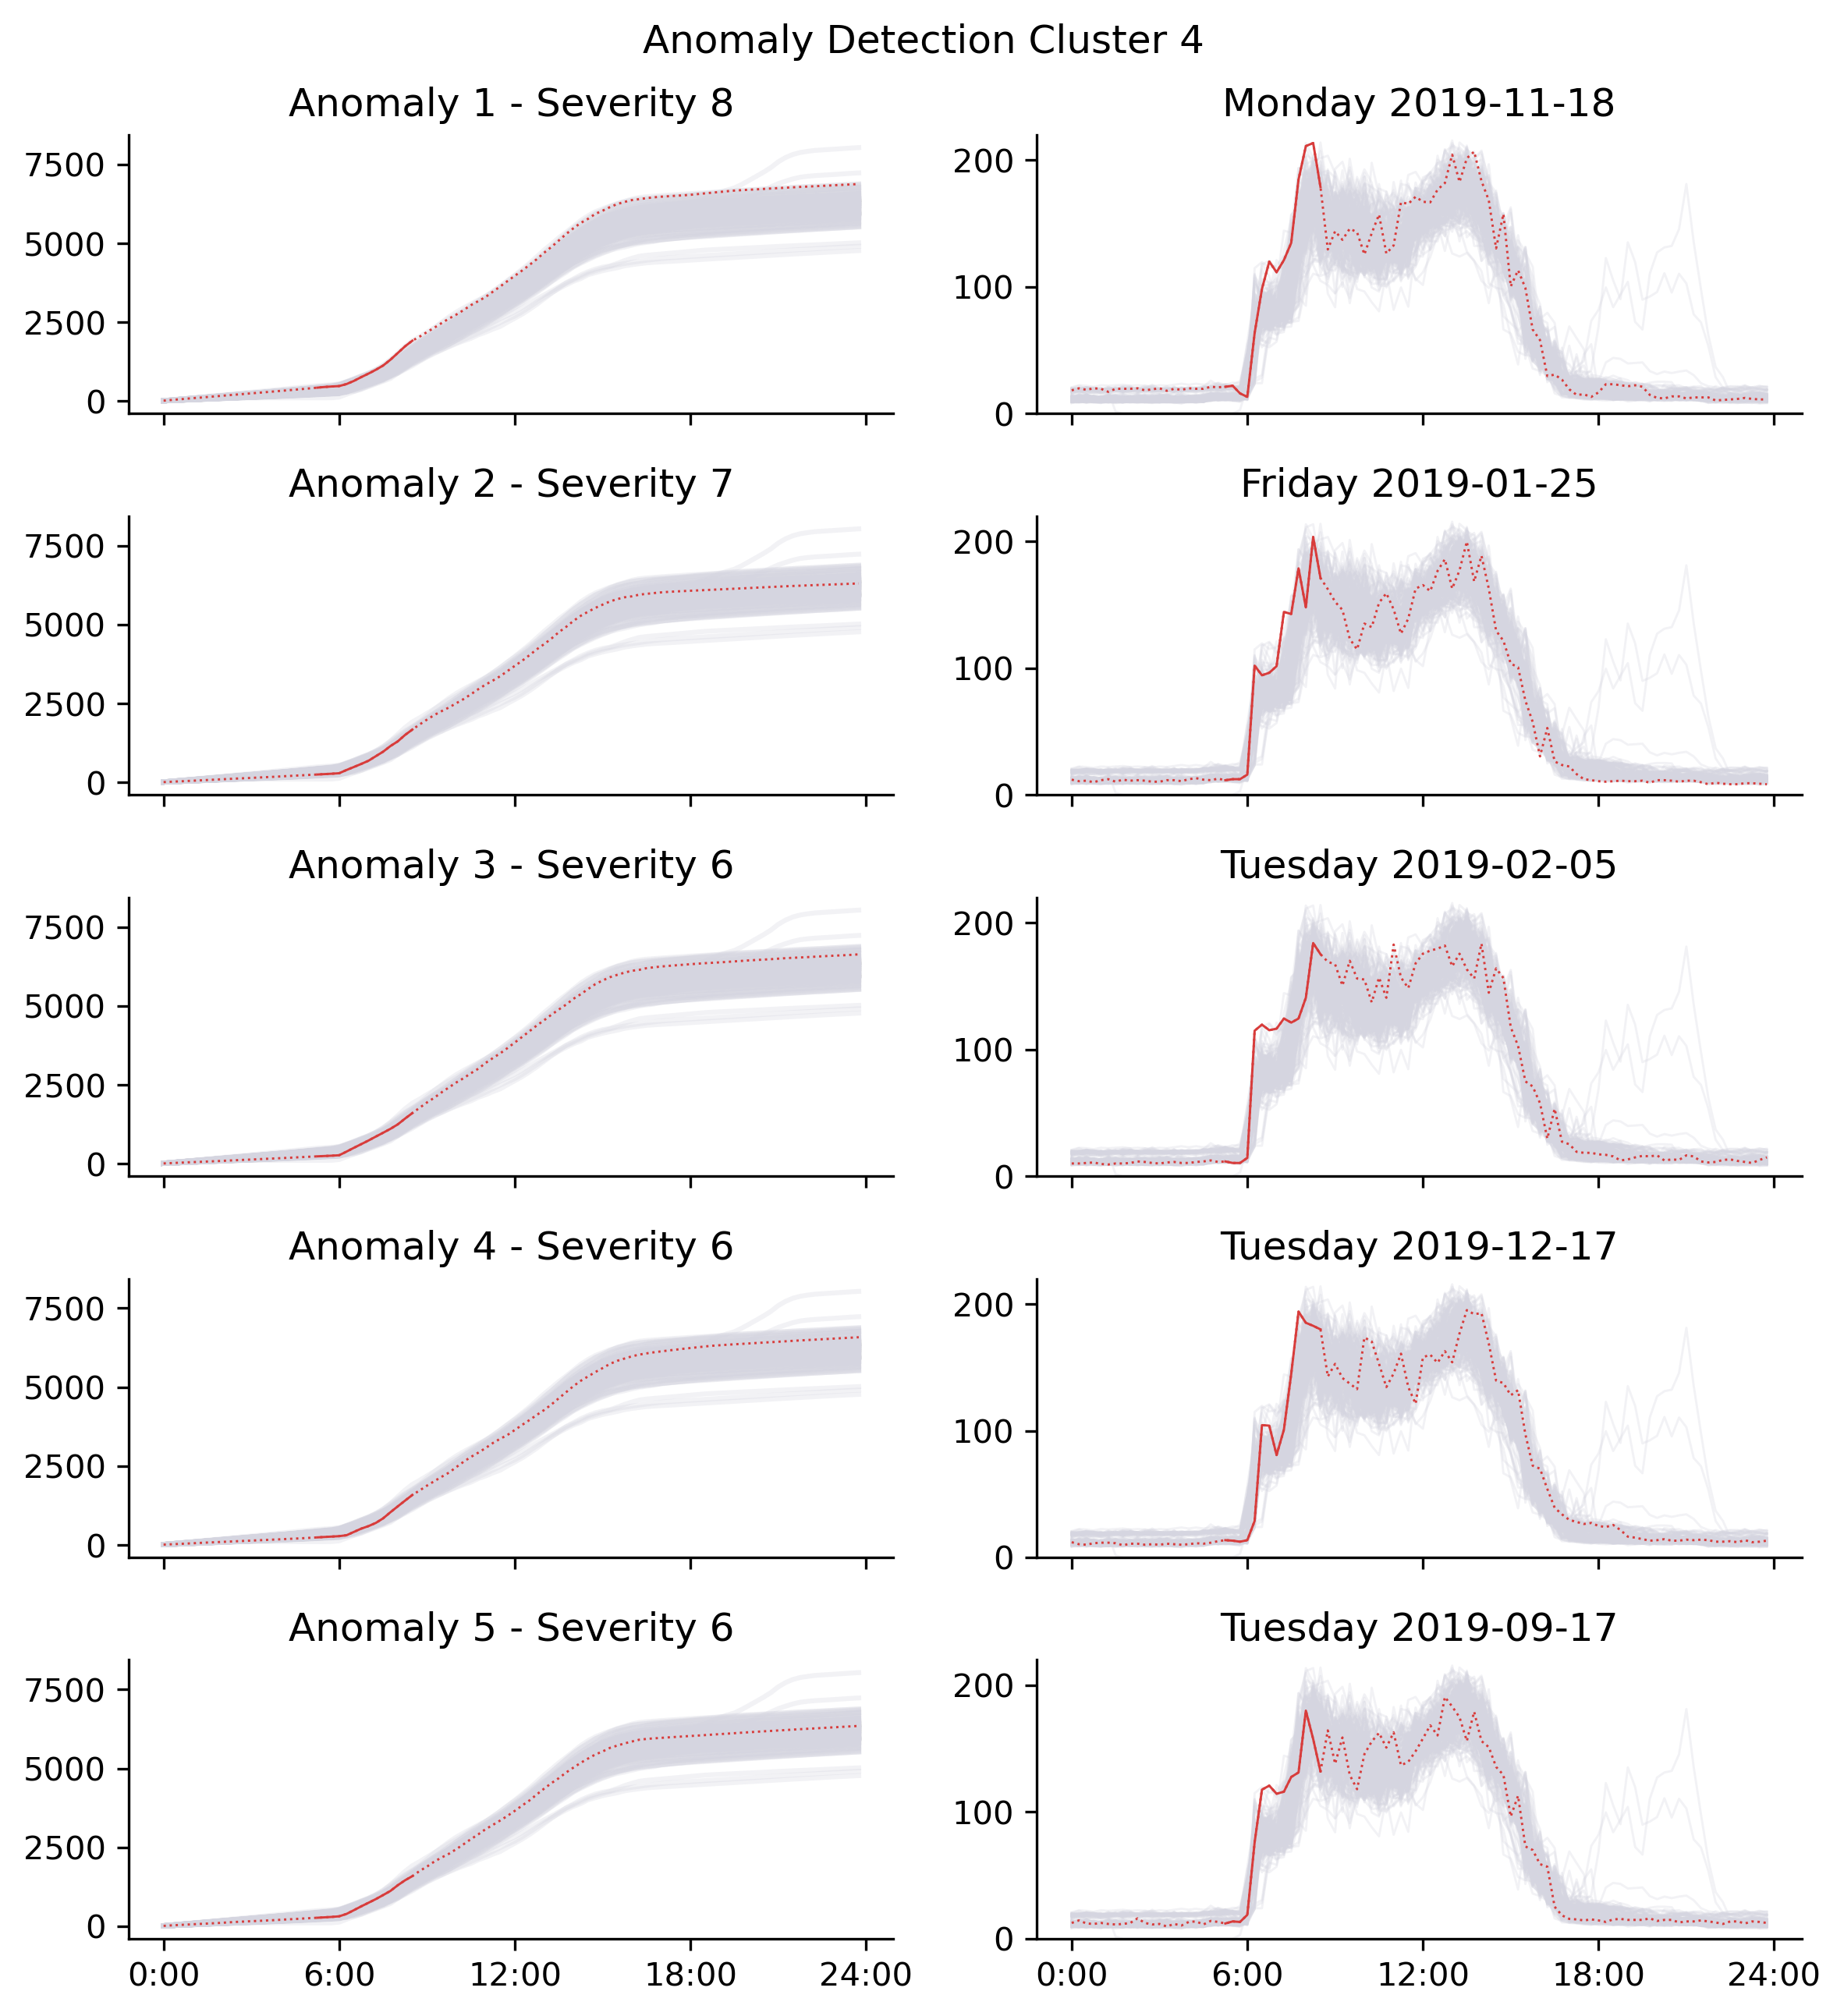 Anomaly Detection Cluster 4
Anomaly 1 - Severity 8
7500
5000
2500
0
Monday 2019-11-18
200
100
0
Anomaly 2 - Severity 7
7500
5000
2500
0
Friday 2019-01-25
200
100
0
Anomaly 3 - Severity 6
7500
5000
2500
0
Tuesday 2019-02-05
200
100
0
Anomaly 4 - Severity 6
7500
5000
2500
0
Tuesday 2019-12-17
200
100
0
Anomaly 5 - Severity 6
7500
5000
2500
0
0:00 6:00 12:00 18:00 24:00
Tuesday 2019-09-17
200
100
0
0:00 6:00 12:00 18:00 24:00